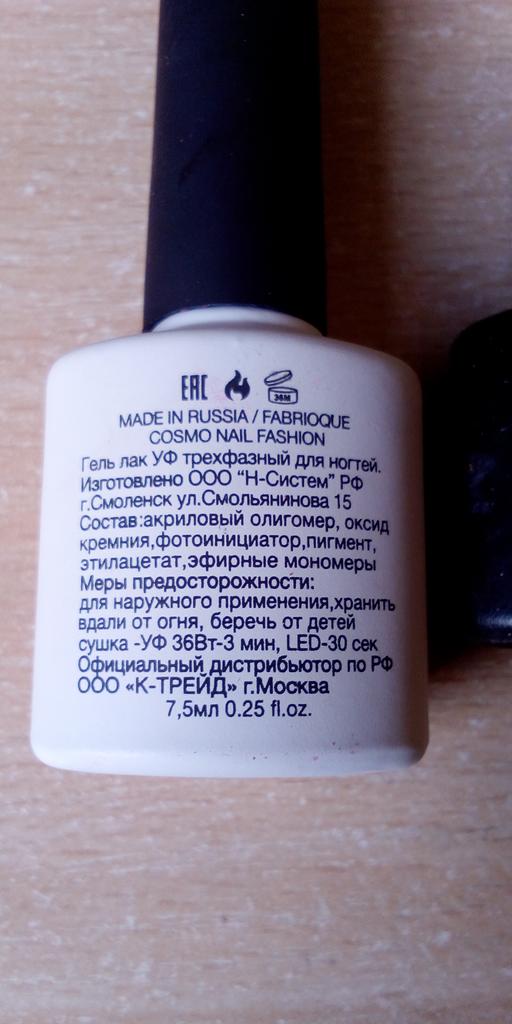 EAC 36M
MADE IN RUSSIA / FABRIOQUE
COSMO NAIL FASHION
Гель лак УФ трехфазный для ногтей.
Изготовлено ООО "Н-Систем" РФ
г.Смоленск ул.Смольянинова 15
Состав:акриловый олигомер, оксид
кремния,фотоинициатор,пигмент,
этилацетат,эфирные мономеры
Меры предосторожности:
для наружного применения,хранить
вдали от огня, беречь от детей
сушка -УФ 36Вт-3 мин, LED-30 сек
Официальный дистрибьютор по РФ
ООО «К-ТРЕЙД» г.Москва
7,5мл 0.25 fl.oz.